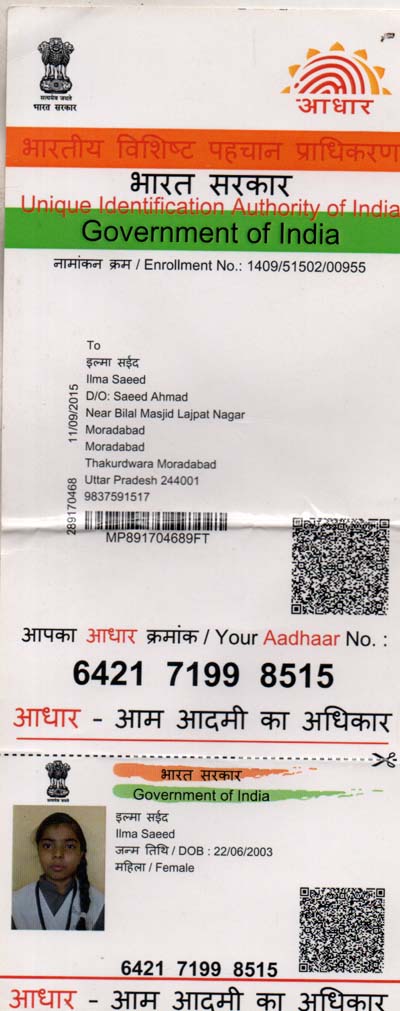 सत्यमेव जयते
भारत सरकार
आधार
भारतीय विशिष्ट पहचान प्राधिकरण
भारत सरकार
Unique Identification Authority of India
Government of India
नामांकन क्रम / Enrollment No.: 1409/51502/00955
To
इल्मा सईद
Ilma Saeed
D/O: Saeed Ahmad
Near Bilal Masjid Lajpat Nagar
Moradabad
Moradabad
Thakurdwara Moradabad
Uttar Pradesh 244001
9837591517
289170468 11/09/2015
MP891704689FT
आपका आधार क्रमांक / Your Aadhaar No. :
6421 7199 8515
आधार - आम आदमी का अधिकार
सत्यमेव जयते
भारत सरकार
Government of India
इल्मा सईद
Ilma Saeed
जन्म तिथि / DOB : 22/06/2003
महिला / Female
6421 7199 8515
आधार - आम आदमी का अधिकार